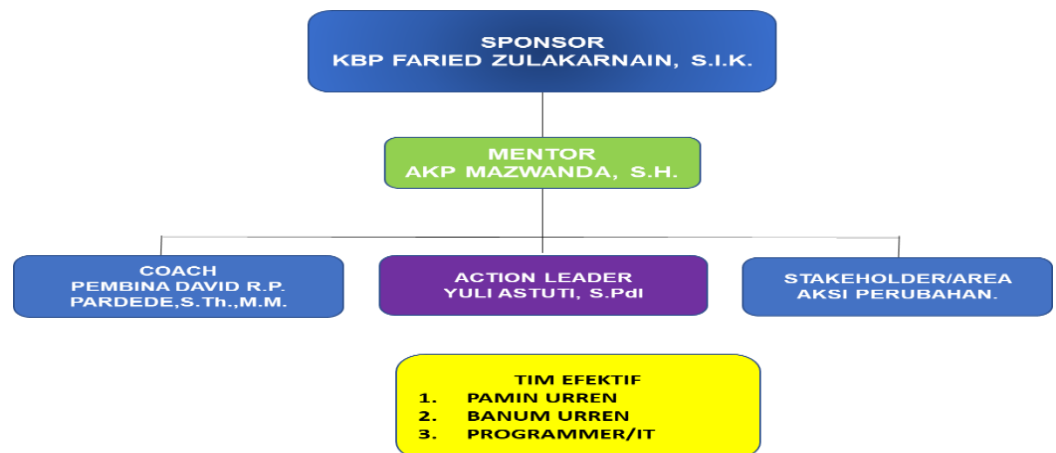 SPONSOR
KBP FARIED ZULAKARNAIN, S.I.K.
MENTOR
AKP MAZWANDA, S.H.
COACH
PEMBINA DAVID R.P.
PARDEDE,S.Th.,M.M.
ACTION LEADER
YULI ASTUTI, S.PdI
STAKEHOLDER/AREA
AKSI PERUBAHAN.
TIM EFEKTIF
1. PAMIN URREN
2. BANUM URREN
3. PROGRAMMER/IT